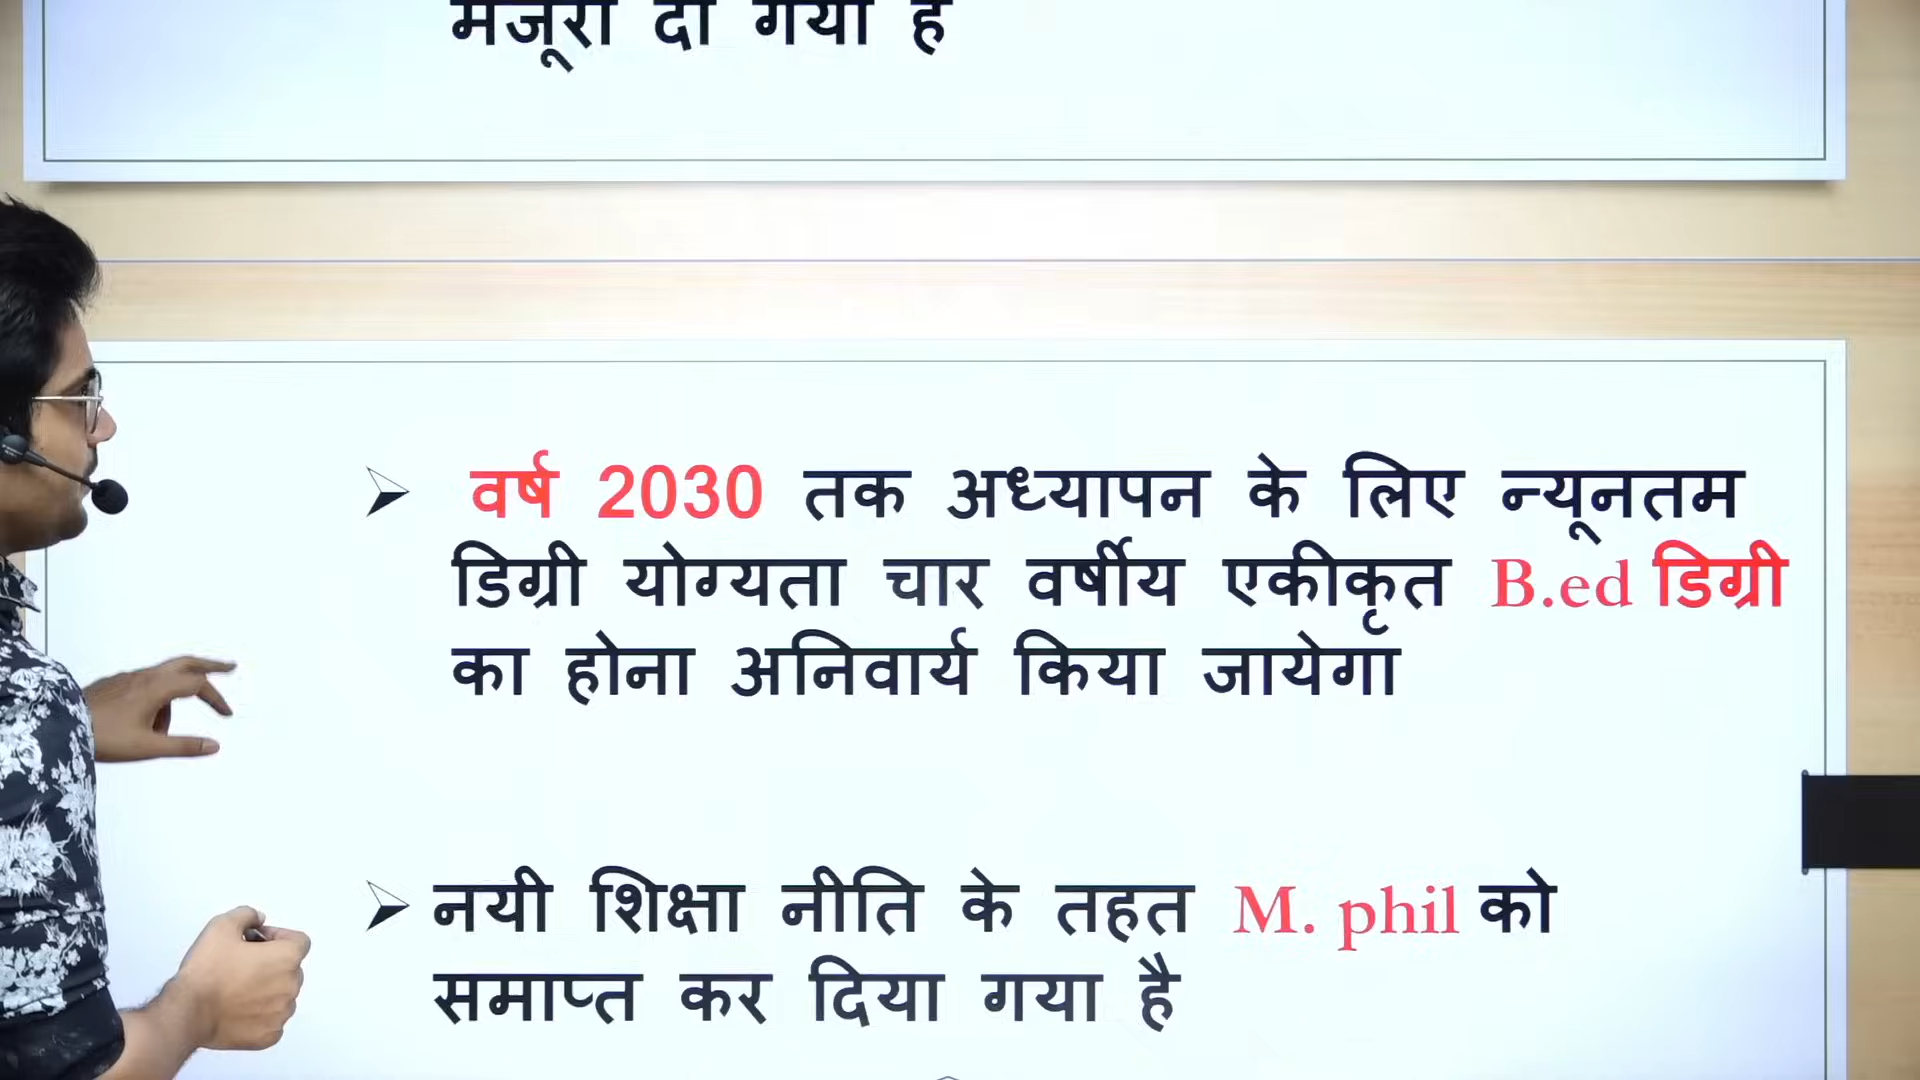 मंजूरी दी गयी है
➢ वर्ष 2030 तक अध्यापन के लिए न्यूनतम
डिग्री योग्यता चार वर्षीय एकीकृत B.ed डिग्री
का होना अनिवार्य किया जायेगा
➢ नयी शिक्षा नीति के तहत M. phil को
समाप्त कर दिया गया है